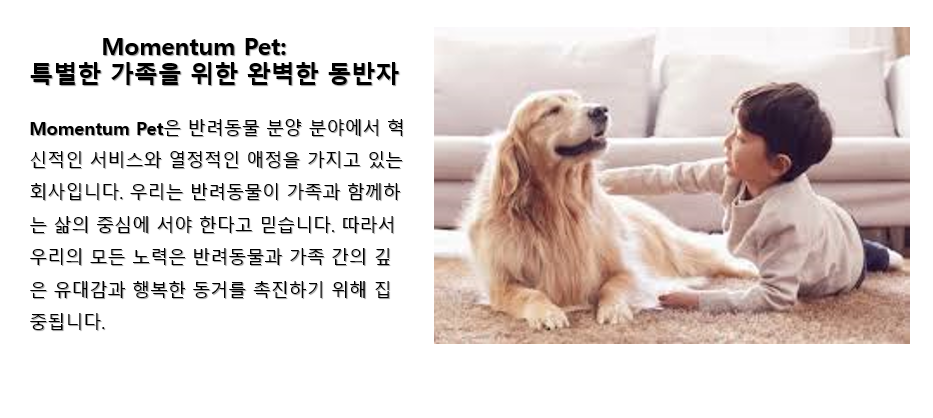 Momentum Pet:
특별한 가족을 위한 완벽한 동반자
Momentum Pet은 반려동물 분양 분야에서 혁
신적인 서비스와 열정적인 애정을 가지고 있는
회사입니다. 우리는 반려동물이 가족과 함께하
는 삶의 중심에 서야 한다고 믿습니다. 따라서
우리의 모든 노력은 반려동물과 가족 간의 깊
은 유대감과 행복한 동거를 촉진하기 위해 집
중됩니다.